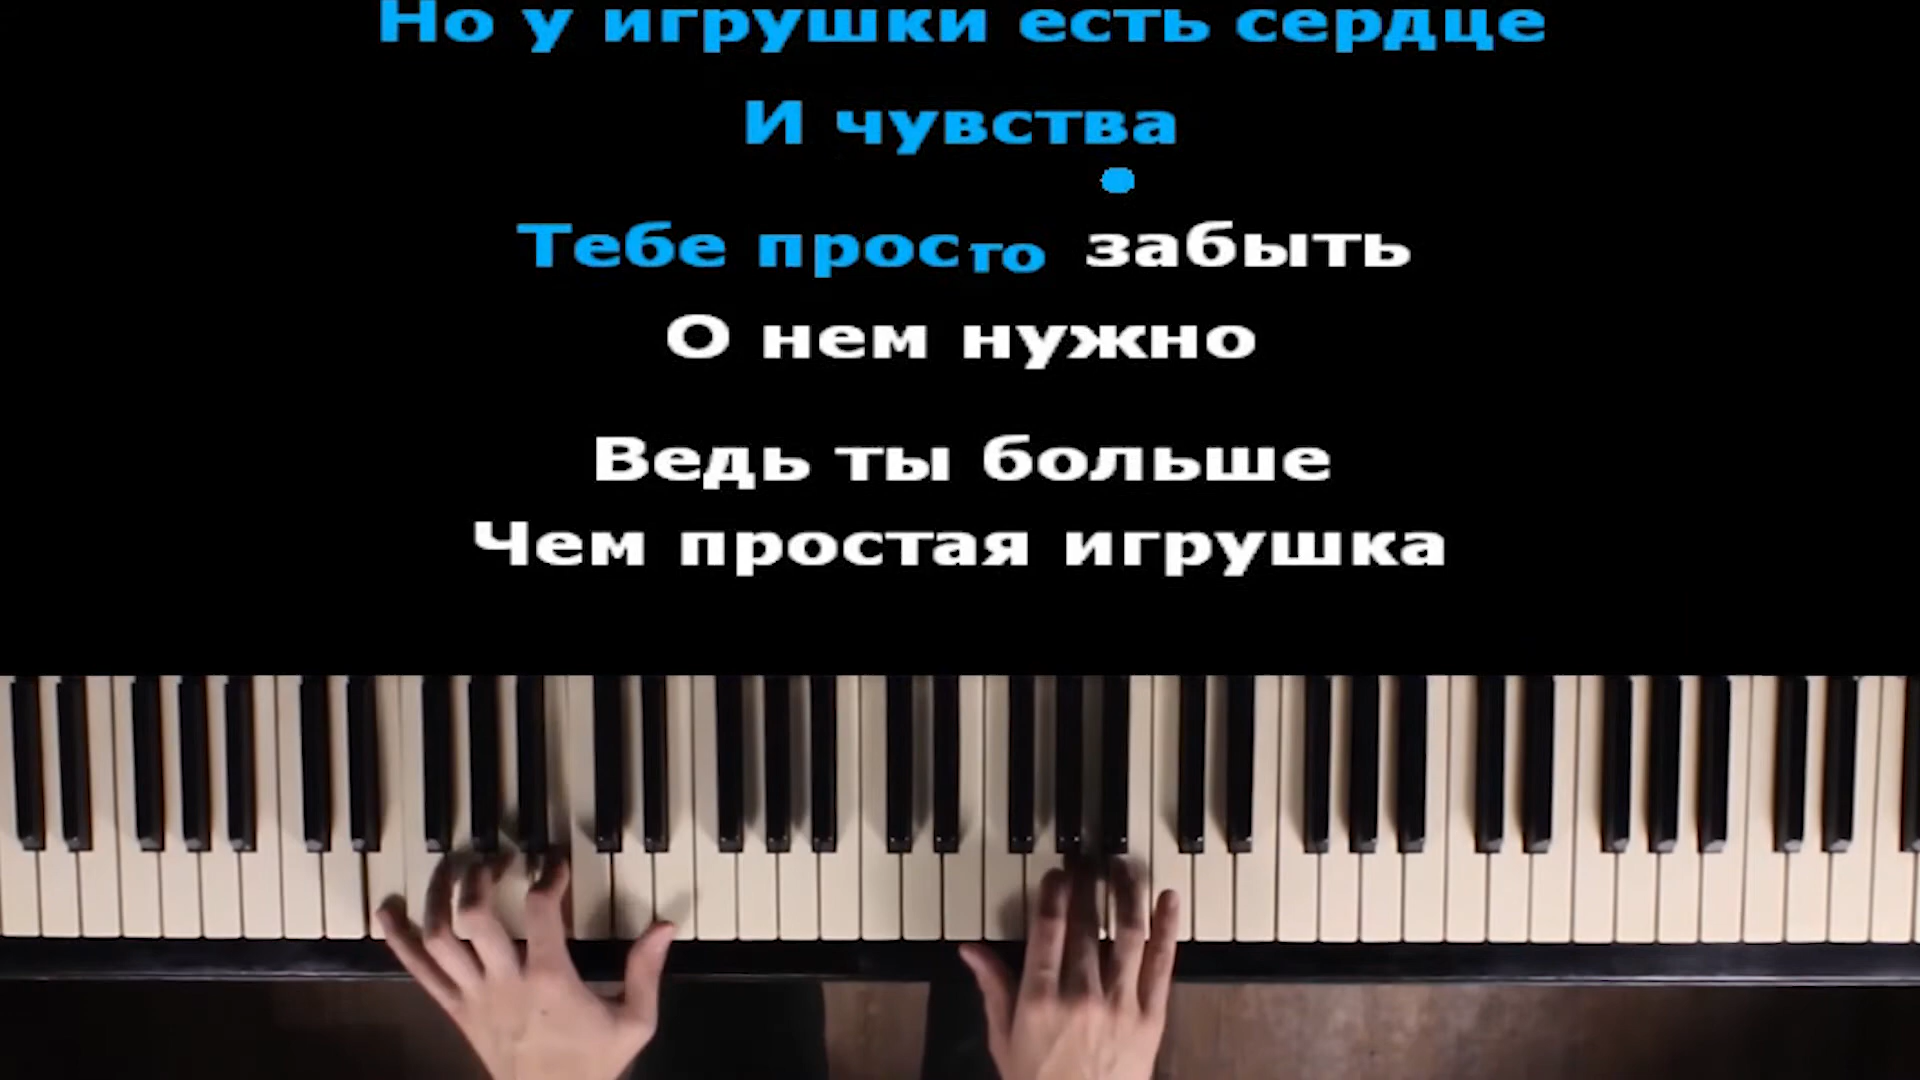 Но у игрушки есть сердце
И чувства
Тебе просто забыть
О нем нужно
Ведь ты больше
Чем простая игрушка